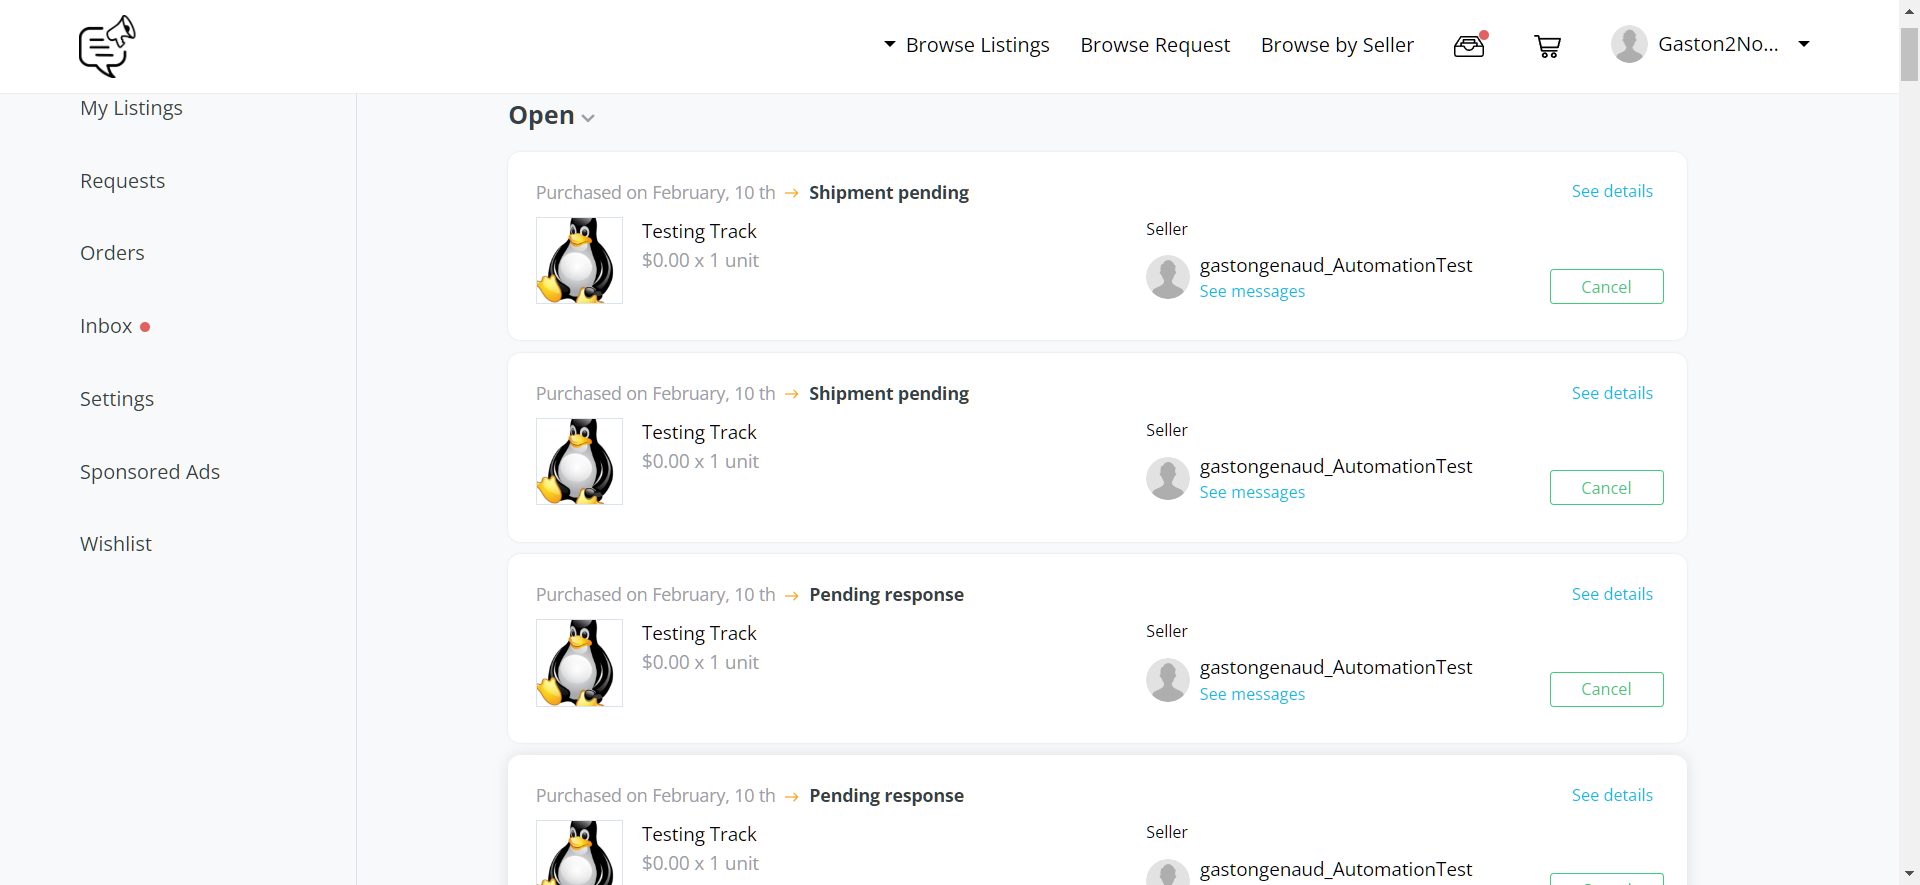 Browse Listings
Browse Request
Browse by Seller
Gaston2No...
My Listings
Requests
Orders
Inbox
Settings
Sponsored Ads
Wishlist
Open
Purchased on February, 10 th → Shipment pending
See details
Testing Track
$0.00 x 1 unit
Seller
gastongenaud_AutomationTest
See messages
Cancel
Purchased on February, 10 th → Shipment pending
See details
Testing Track
$0.00 x 1 unit
Seller
gastongenaud_AutomationTest
See messages
Cancel
Purchased on February, 10 th → Pending response
See details
Testing Track
$0.00 x 1 unit
Seller
gastongenaud_AutomationTest
See messages
Cancel
Purchased on February, 10 th → Pending response
See details
Testing Track
$0.00 x 1 unit
Seller
gastongenaud_AutomationTest